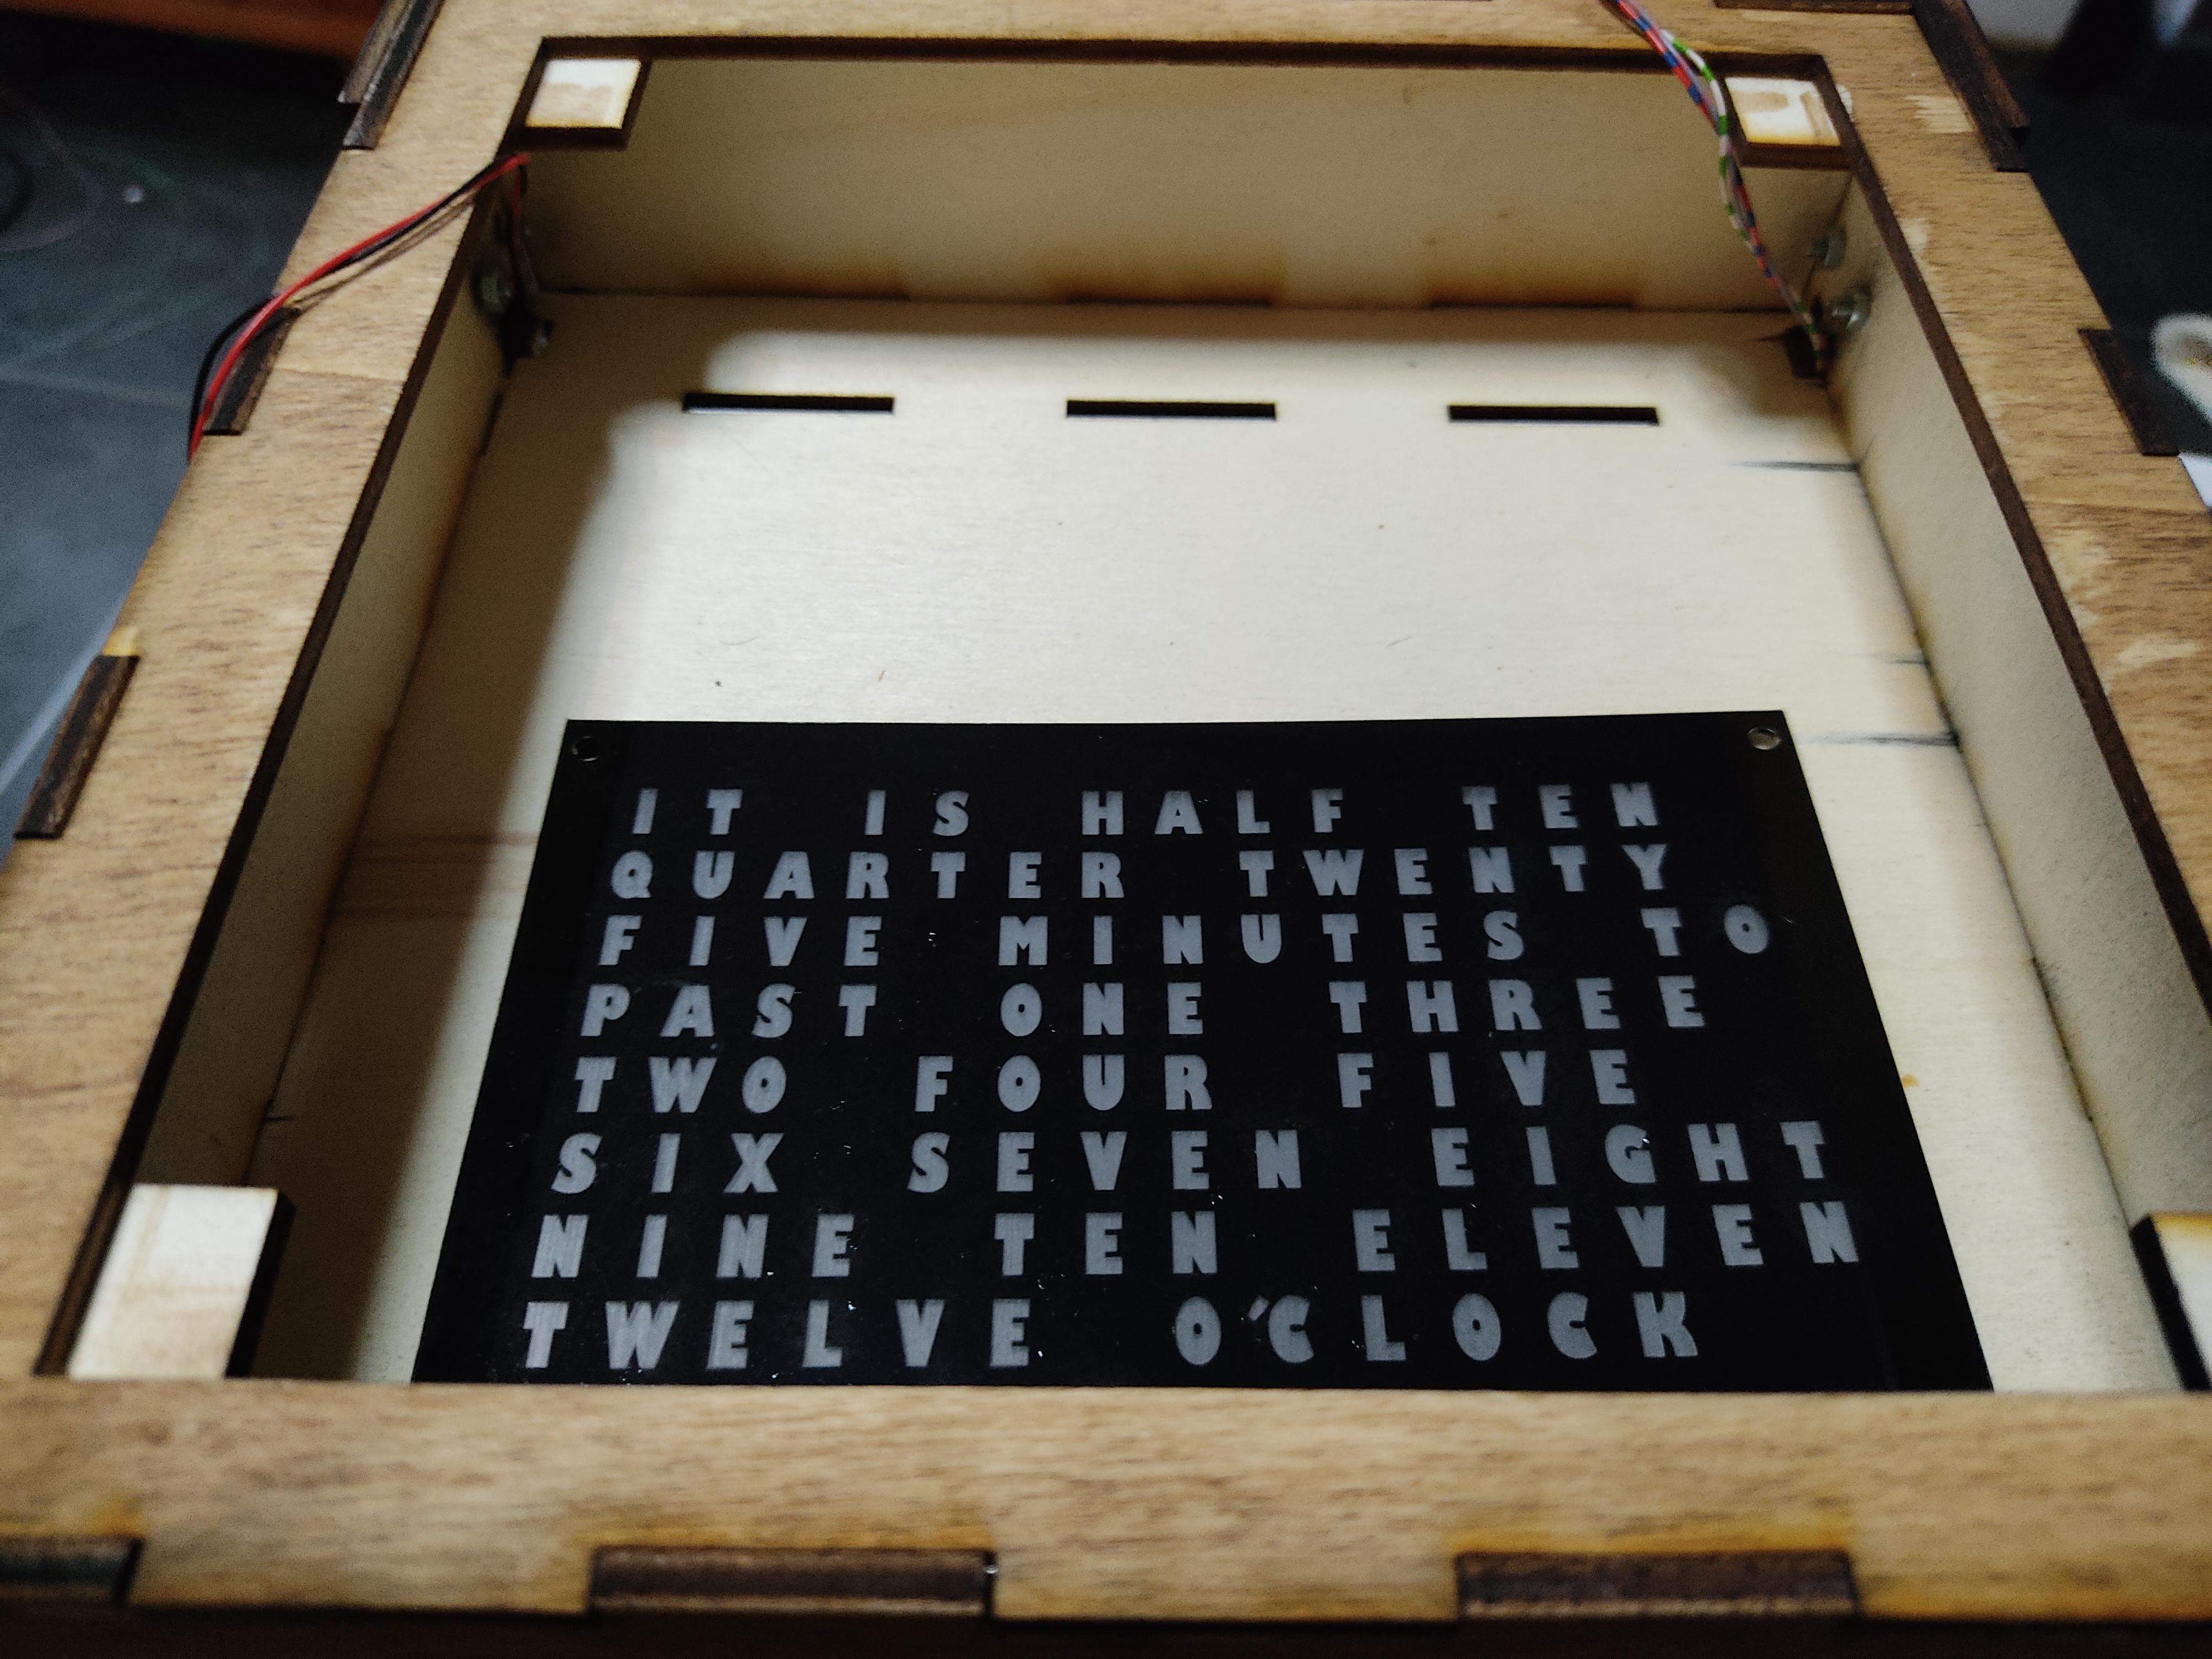 IT IS HALF TEN
QUARTER TWENTY
FIVE MINUTES TO
PAST ONE THREE
TWO FOUR FIVE
SIX SEVEN EIGHT
NINE TEN ELEVEN
TWELVE O'CLOCK